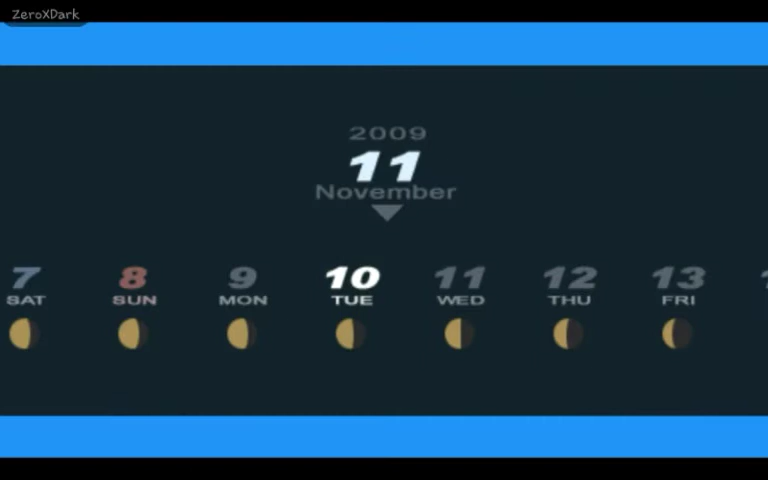 ZeroXDark
2009
11
November
7 8 9 10 11 12 13
SAT SUN MON TUE WED THU FRI